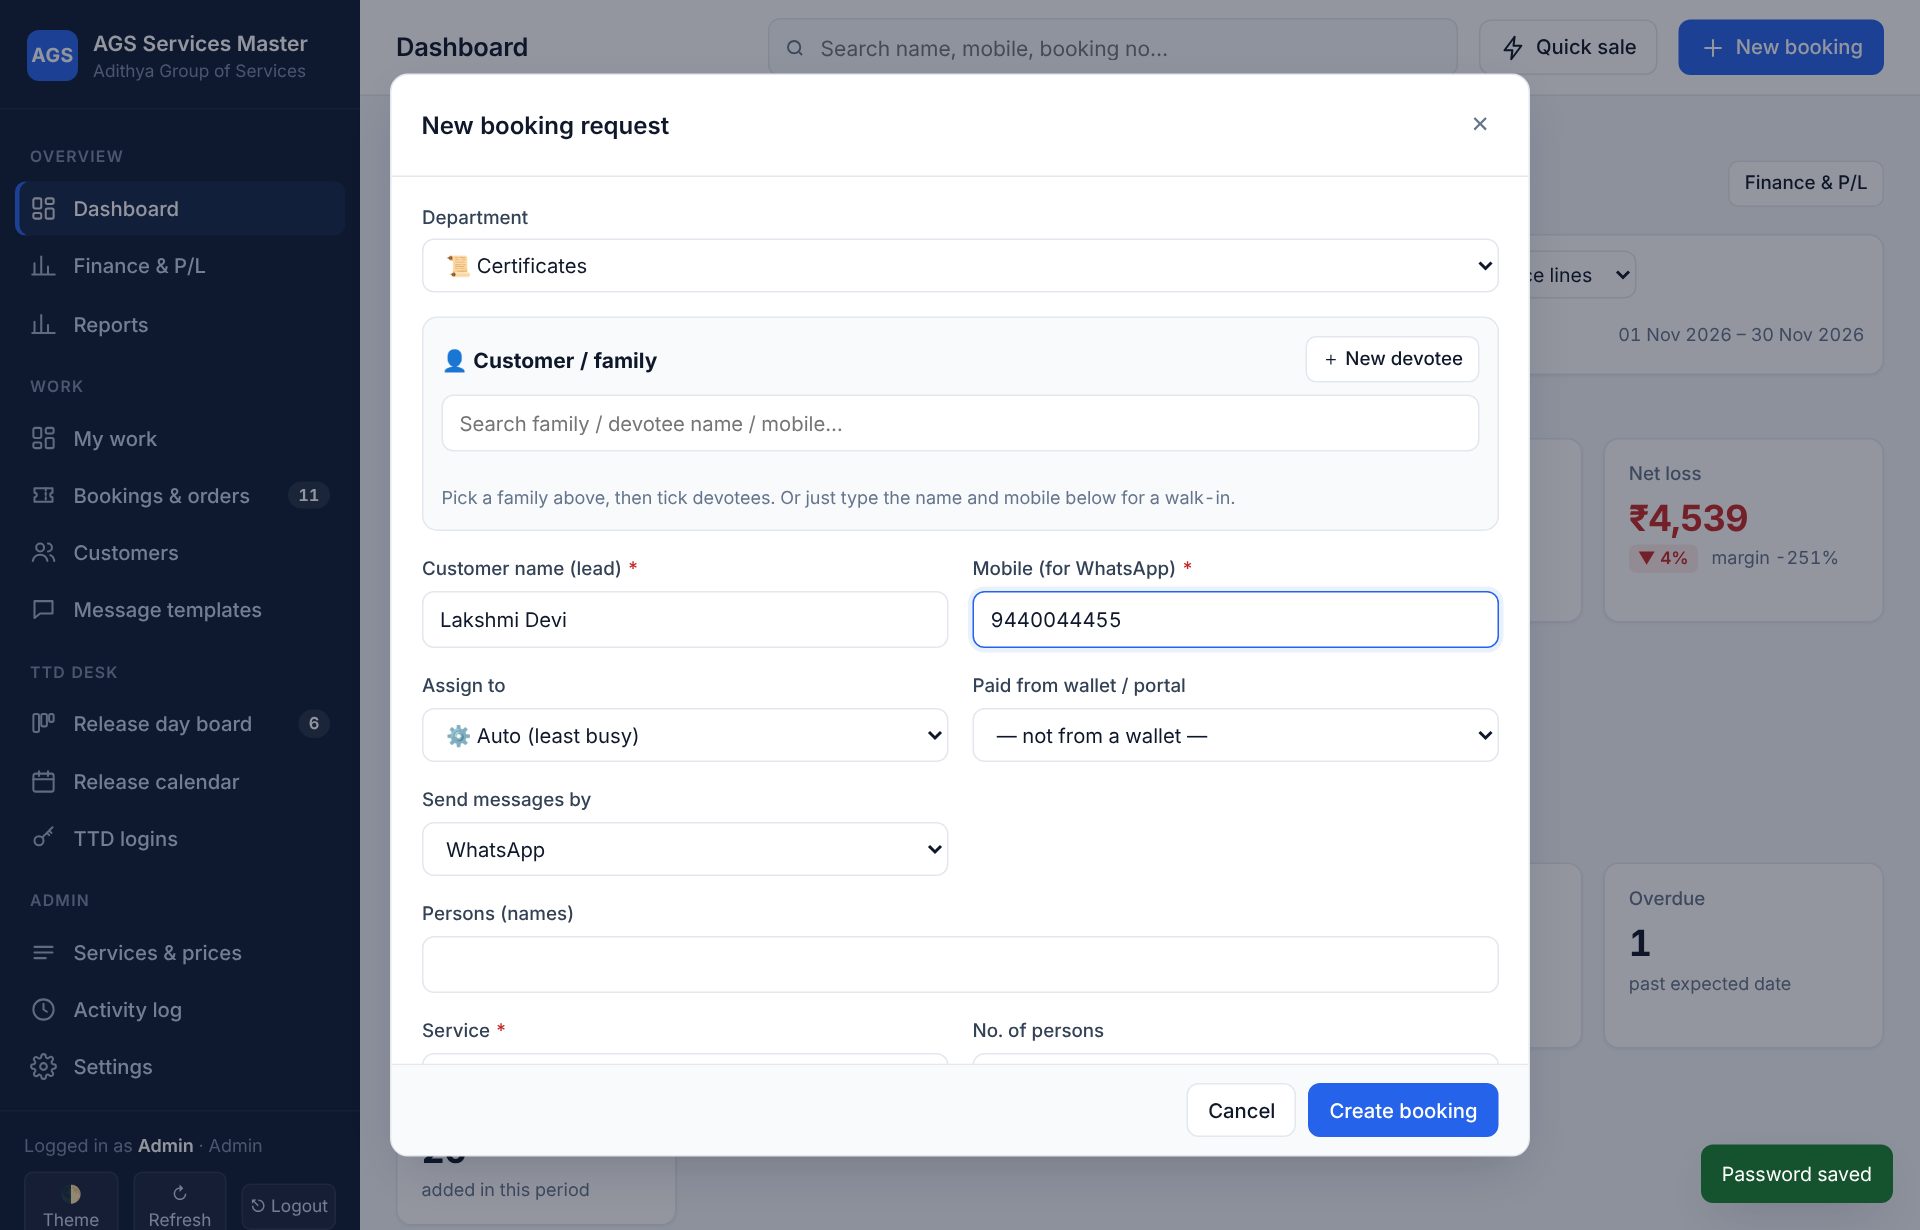 AGS
AGS Services Master
Adithya Group of Services
OVERVIEW
Dashboard
Finance & P/L
Reports
WORK
My work
Bookings & orders 11
Customers
Message templates
TTD DESK
Release day board 6
Release calendar
TTD logins
ADMIN
Services & prices
Activity log
Settings
Logged in as Admin · Admin
Theme
Refresh
Logout
Dashboard
Search name, mobile, booking no...
Quick sale
+ New booking
Finance & P/L
lines
01 Nov 2026 – 30 Nov 2026
Net loss
₹4,539
▼ 4% margin -251%
Overdue
1
past expected date
added in this period
New booking request
×
Department
📜 Certificates
👤 Customer / family
+ New devotee
Search family / devotee name / mobile...
Pick a family above, then tick devotees. Or just type the name and mobile below for a walk-in.
Customer name (lead) *
Mobile (for WhatsApp) *
Lakshmi Devi
9440044455
Assign to
Paid from wallet / portal
⚙️ Auto (least busy)
— not from a wallet —
Send messages by
WhatsApp
Persons (names)
Service *
No. of persons
Cancel
Create booking
Password saved